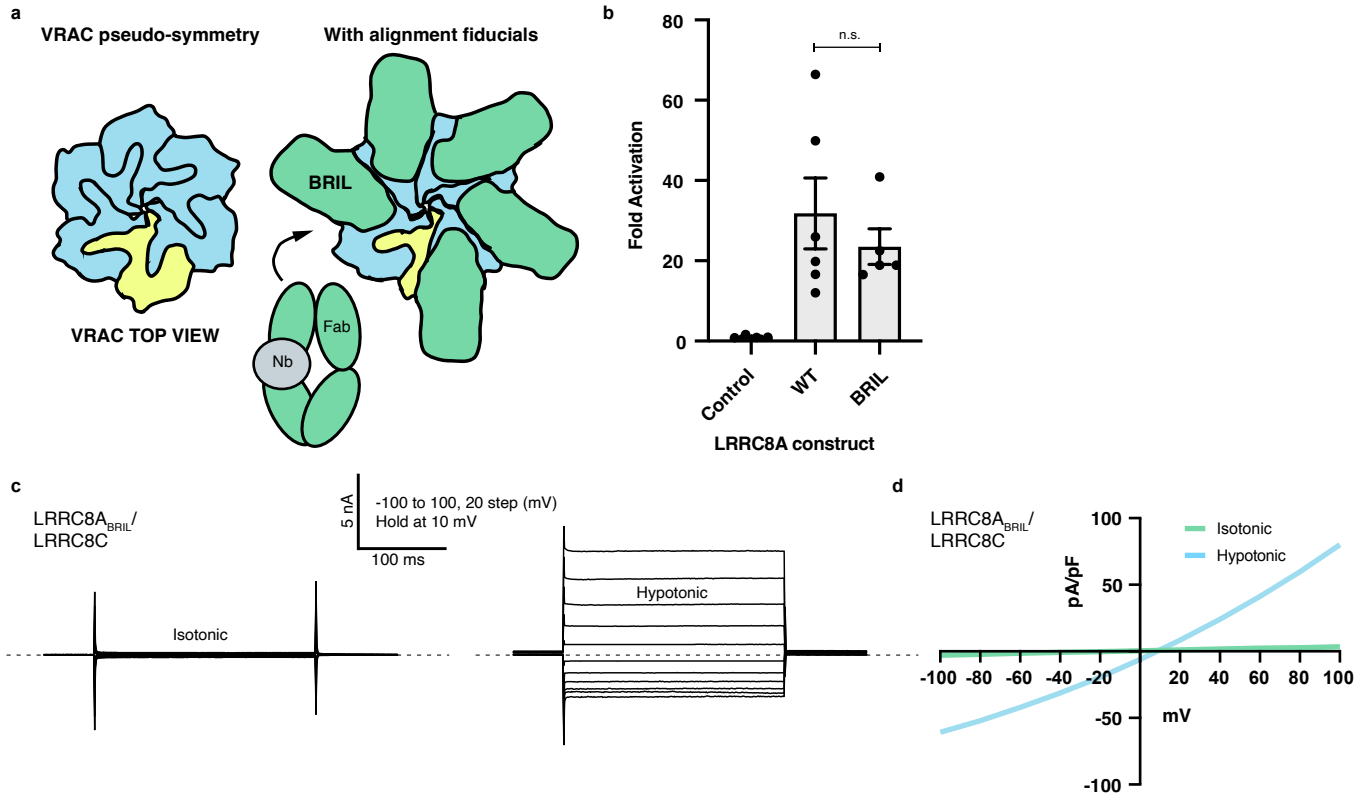 a
VRAC pseudo-symmetry
With alignment fiducials
BRIL
Fab
Nb
VRAC TOP VIEW
b
80
60
40
20
0
Fold Activation
n.s.
Control
WT
BRIL
LRRC8A construct
c
LRRC8A_BRIL/
LRRC8C
5 nA
-100 to 100, 20 step (mV)
Hold at 10 mV
100 ms
Isotonic
Hypotonic
d
LRRC8A_BRIL/
LRRC8C
Isotonic
Hypotonic
pA/pF
100
50
-50
-100
-100 -80 -60 -40 -20 20 40 60 80 100
mV